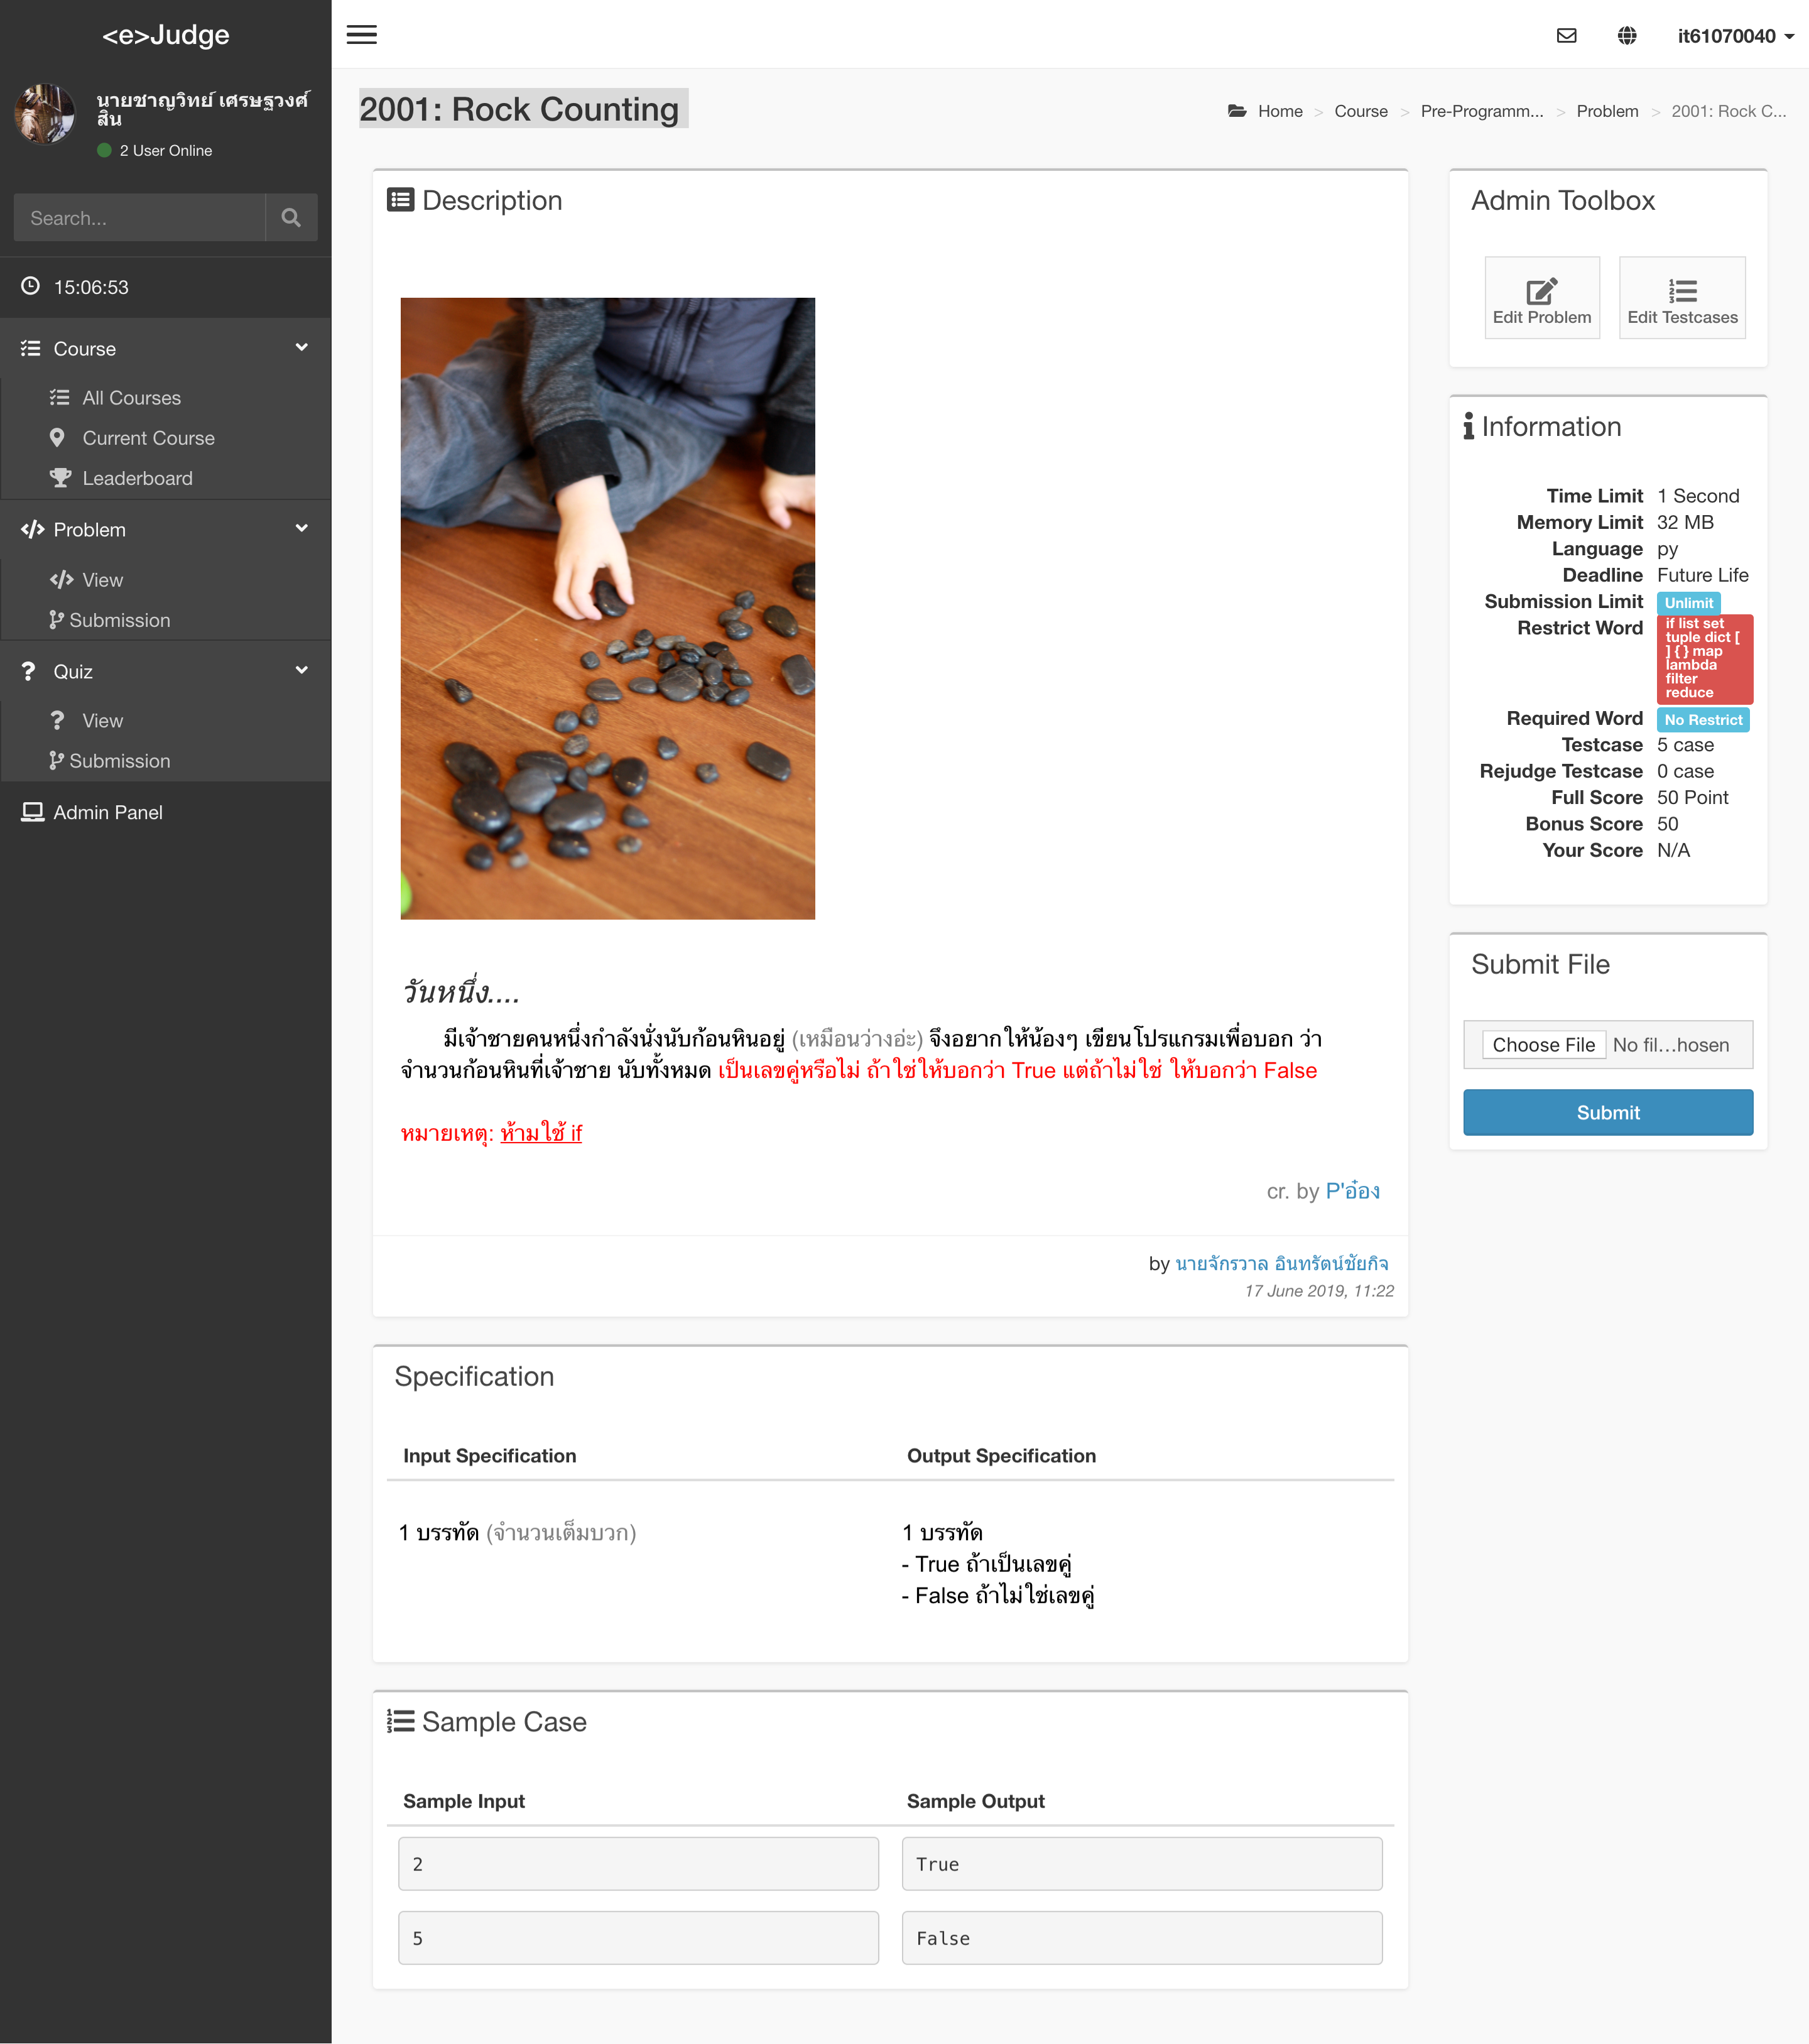 <e>Judge
นายชาญวิทย์ เศรษฐวงศ์
สิน
2 User Online
Search...
15:06:53
Course
All Courses
Current Course
Leaderboard
Problem
View
Submission
Quiz
View
Submission
Admin Panel
it61070040
2001: Rock Counting
Home > Course > Pre-Programm... > Problem > 2001: Rock C...
Description
วันหนึ่ง....
มีเจ้าชายคนหนึ่งกำลังนั่งนับก้อนหินอยู่ (เหมือนว่างอ่ะ) จึงอยากให้น้องๆ เขียนโปรแกรมเพื่อบอก ว่า
จำนวนก้อนหินที่เจ้าชาย นับทั้งหมด เป็นเลขคู่หรือไม่ ถ้าใช่ให้บอกว่า True แต่ถ้าไม่ใช่ ให้บอกว่า False
หมายเหตุ: ห้ามใช้ if
cr. by P'อ๋อง
by นายจักรวาล อินทรัตน์ชัยกิจ
17 June 2019, 11:22
Specification
Input Specification
Output Specification
1 บรรทัด (จำนวนเต็มบวก)
1 บรรทัด
- True ถ้าเป็นเลขคู่
- False ถ้าไม่ใช่เลขคู่
Sample Case
Sample Input
Sample Output
2
True
5
False
Admin Toolbox
Edit Problem
Edit Testcases
Information
Time Limit 1 Second
Memory Limit 32 MB
Language py
Deadline Future Life
Submission Limit Unlimit
Restrict Word if list set
tuple dict [
] { } map
lambda
filter
reduce
Required Word No Restrict
Testcase 5 case
Rejudge Testcase 0 case
Full Score 50 Point
Bonus Score 50
Your Score N/A
Submit File
Choose File No fil...hosen
Submit